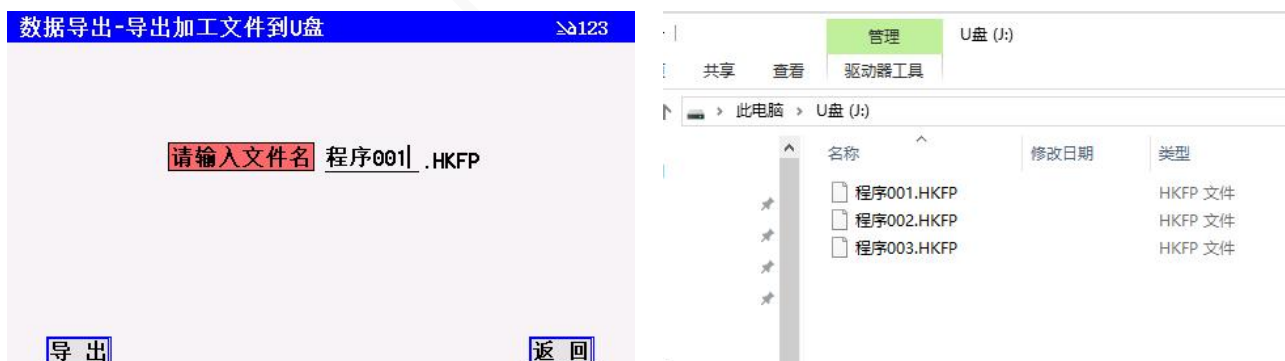 数据导出-导出加工文件到U盘
123
请输入文件名 程序001 .HKFP
导 出
返 回
管理
U盘 (J:)
共享
查看
驱动器工具
此电脑 › U盘 (J:)
名称
修改日期
类型
程序001.HKFP
HKFP 文件
程序002.HKFP
HKFP 文件
程序003.HKFP
HKFP 文件